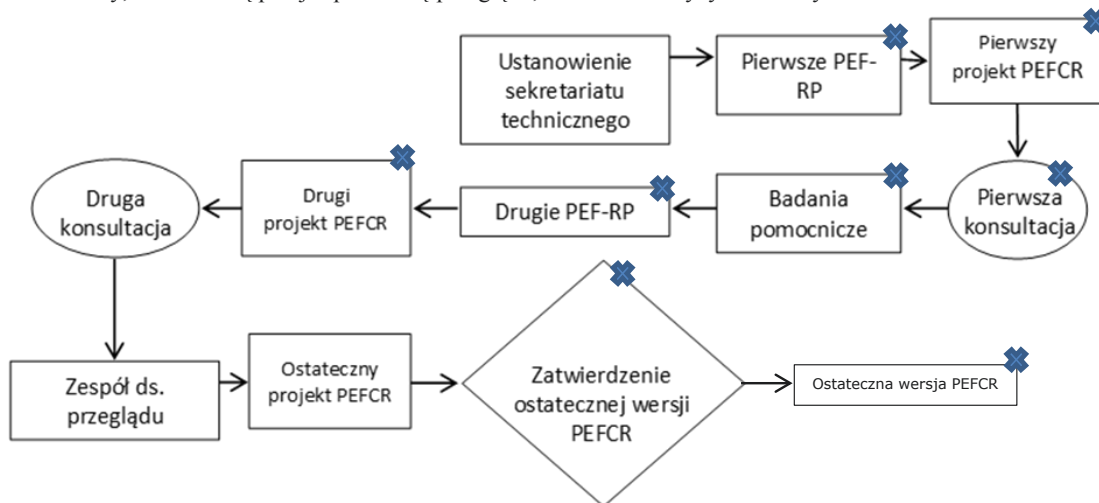 Ustanowienie
sekretariatu
technicznego
Pierwsze PEF-
RP
Pierwszy
projekt PEFCR
Pierwsza
konsultacja
Badania
pomocnicze
Drugie PEF-RP
Drugi
projekt PEFCR
Druga
konsultacja
Zespół ds.
przeglądu
Ostateczny
projekt PEFCR
Zatwierdzenie
ostatecznej wersji
PEFCR
Ostateczna wersja PEFCR